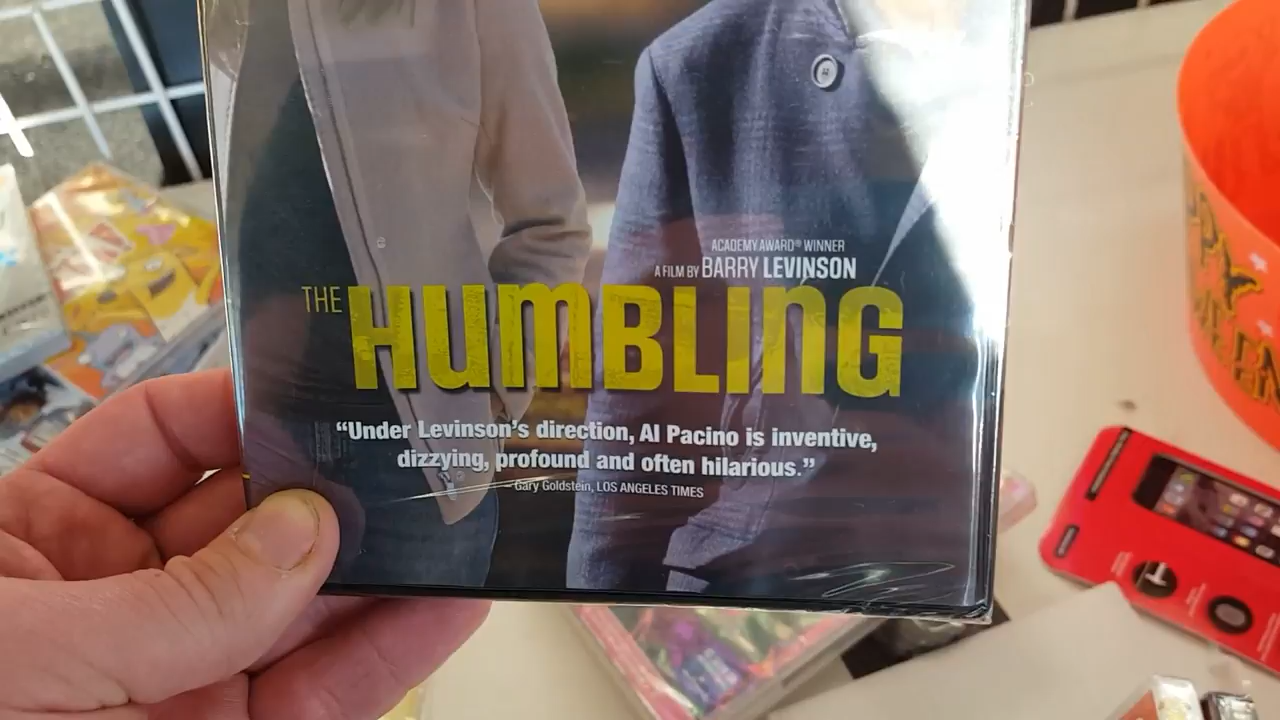 ACADEMY AWARD® WINNER
A FILM BY BARRY LEVINSON
THE HUMBLING
“Under Levinson’s direction, Al Pacino is inventive,
dizzying, profound and often hilarious.”
– Gary Goldstein, LOS ANGELES TIMES